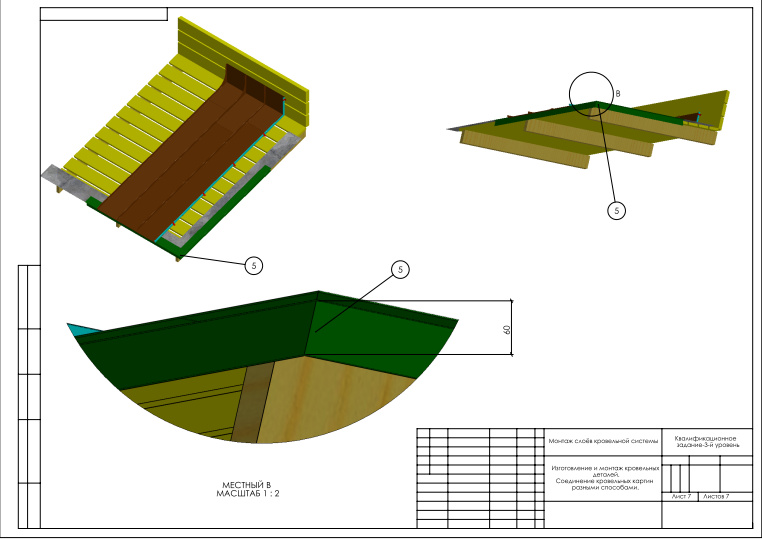 B
5
5
5
60
МЕСТНЫЙ В
МАСШТАБ 1 : 2
Монтаж слоёв кровельной системы
Квалификационное
задание-3-й уровень
Изготовление и монтаж кровельных
деталей.
Соединение кровельных картин
разными способами.
Лист 7
Листов 7